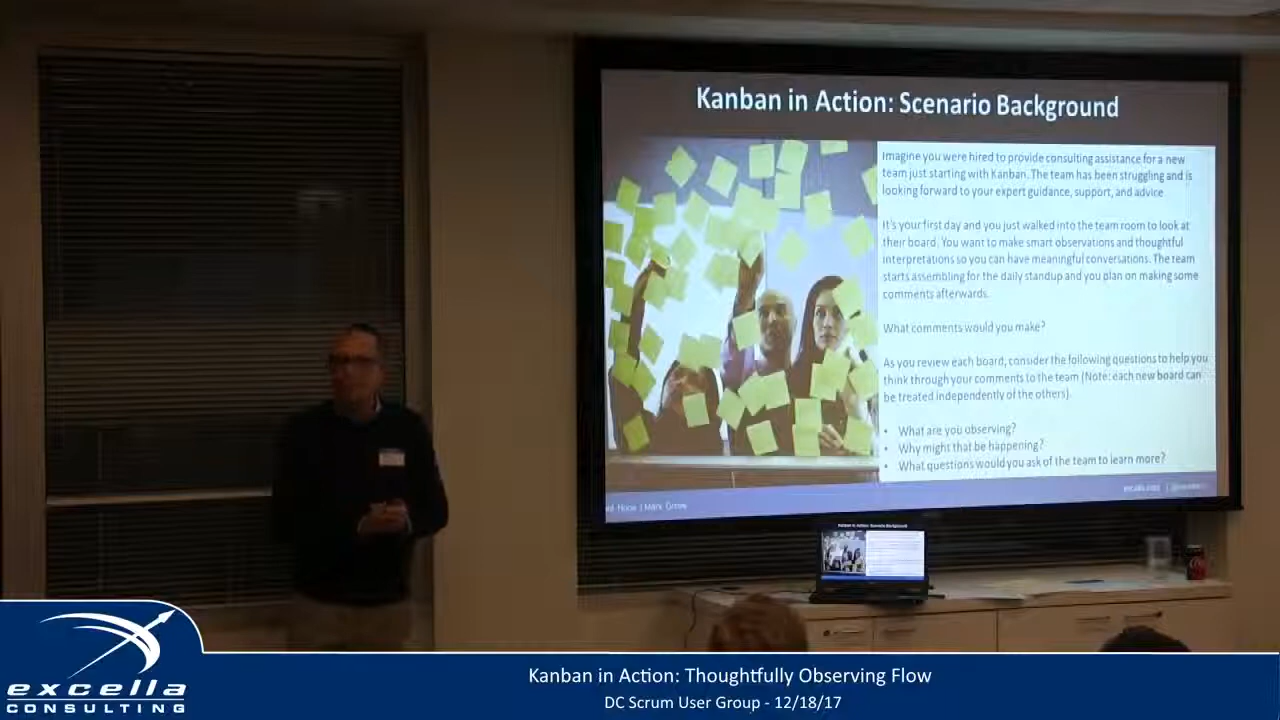 Kanban in Action: Scenario Background
Imagine you were hired to provide consulting assistance for a new
team just starting with Kanban. The team has been struggling and is
looking forward to your expert guidance, support, and advice
It's your first day and you just walked into the team room to look at
their board. You want to make smart observations and thoughtful
interpretations so you can have meaningful conversations. The team
starts assembling for the daily standup and you plan on making some
comments afterwards.
What comments would you make?
As you review each board, consider the following questions to help you
think through your comments to the team (Note: each new board can
be treated independently of the others).
• What are you observing?
• Why might that be happening?
• What questions would you ask of the team to learn more?
excella
CONSULTING
Kanban in Action: Thoughtfully Observing Flow
DC Scrum User Group - 12/18/17